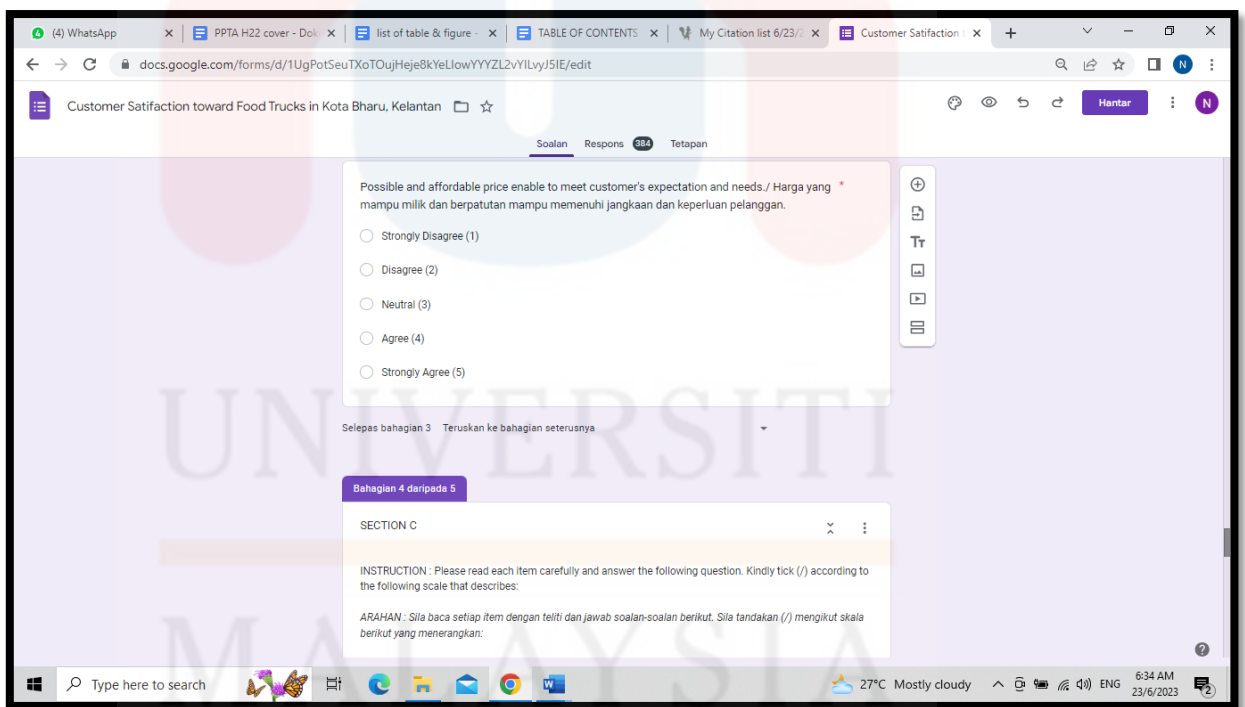 (4) WhatsApp
PPTA H22 cover - Dok
list of table & figure -
TABLE OF CONTENTS
My Citation list 6/23/2
Customer Satifaction t
docs.google.com/forms/d/1UgPotSeuTXoTOujHeje8kYeLIowYYYZL2vYILvyJ5IE/edit
N
Customer Satifaction toward Food Trucks in Kota Bharu, Kelantan
Hantar
N
Soalan Respons 384 Tetapan
Possible and affordable price enable to meet customer's expectation and needs./ Harga yang *
mampu milik dan berpatutan mampu memenuhi jangkaan dan keperluan pelanggan.
Strongly Disagree (1)
Disagree (2)
Neutral (3)
Agree (4)
Strongly Agree (5)
Tт
Selepas bahagian 3 Teruskan ke bahagian seterusnya
UNIVERSITI
Bahagian 4 daripada 5
SECTION C
INSTRUCTION : Please read each item carefully and answer the following question. Kindly tick (/) according to
the following scale that describes:
ARAHAN : Sila baca setiap item dengan teliti dan jawab soalan-soalan berikut. Sila tandakan (/) mengikut skala
berikut yang menerangkan:
MALAYSIA
Type here to search
27°C Mostly cloudy
ENG
6:34 AM
23/6/2023
2